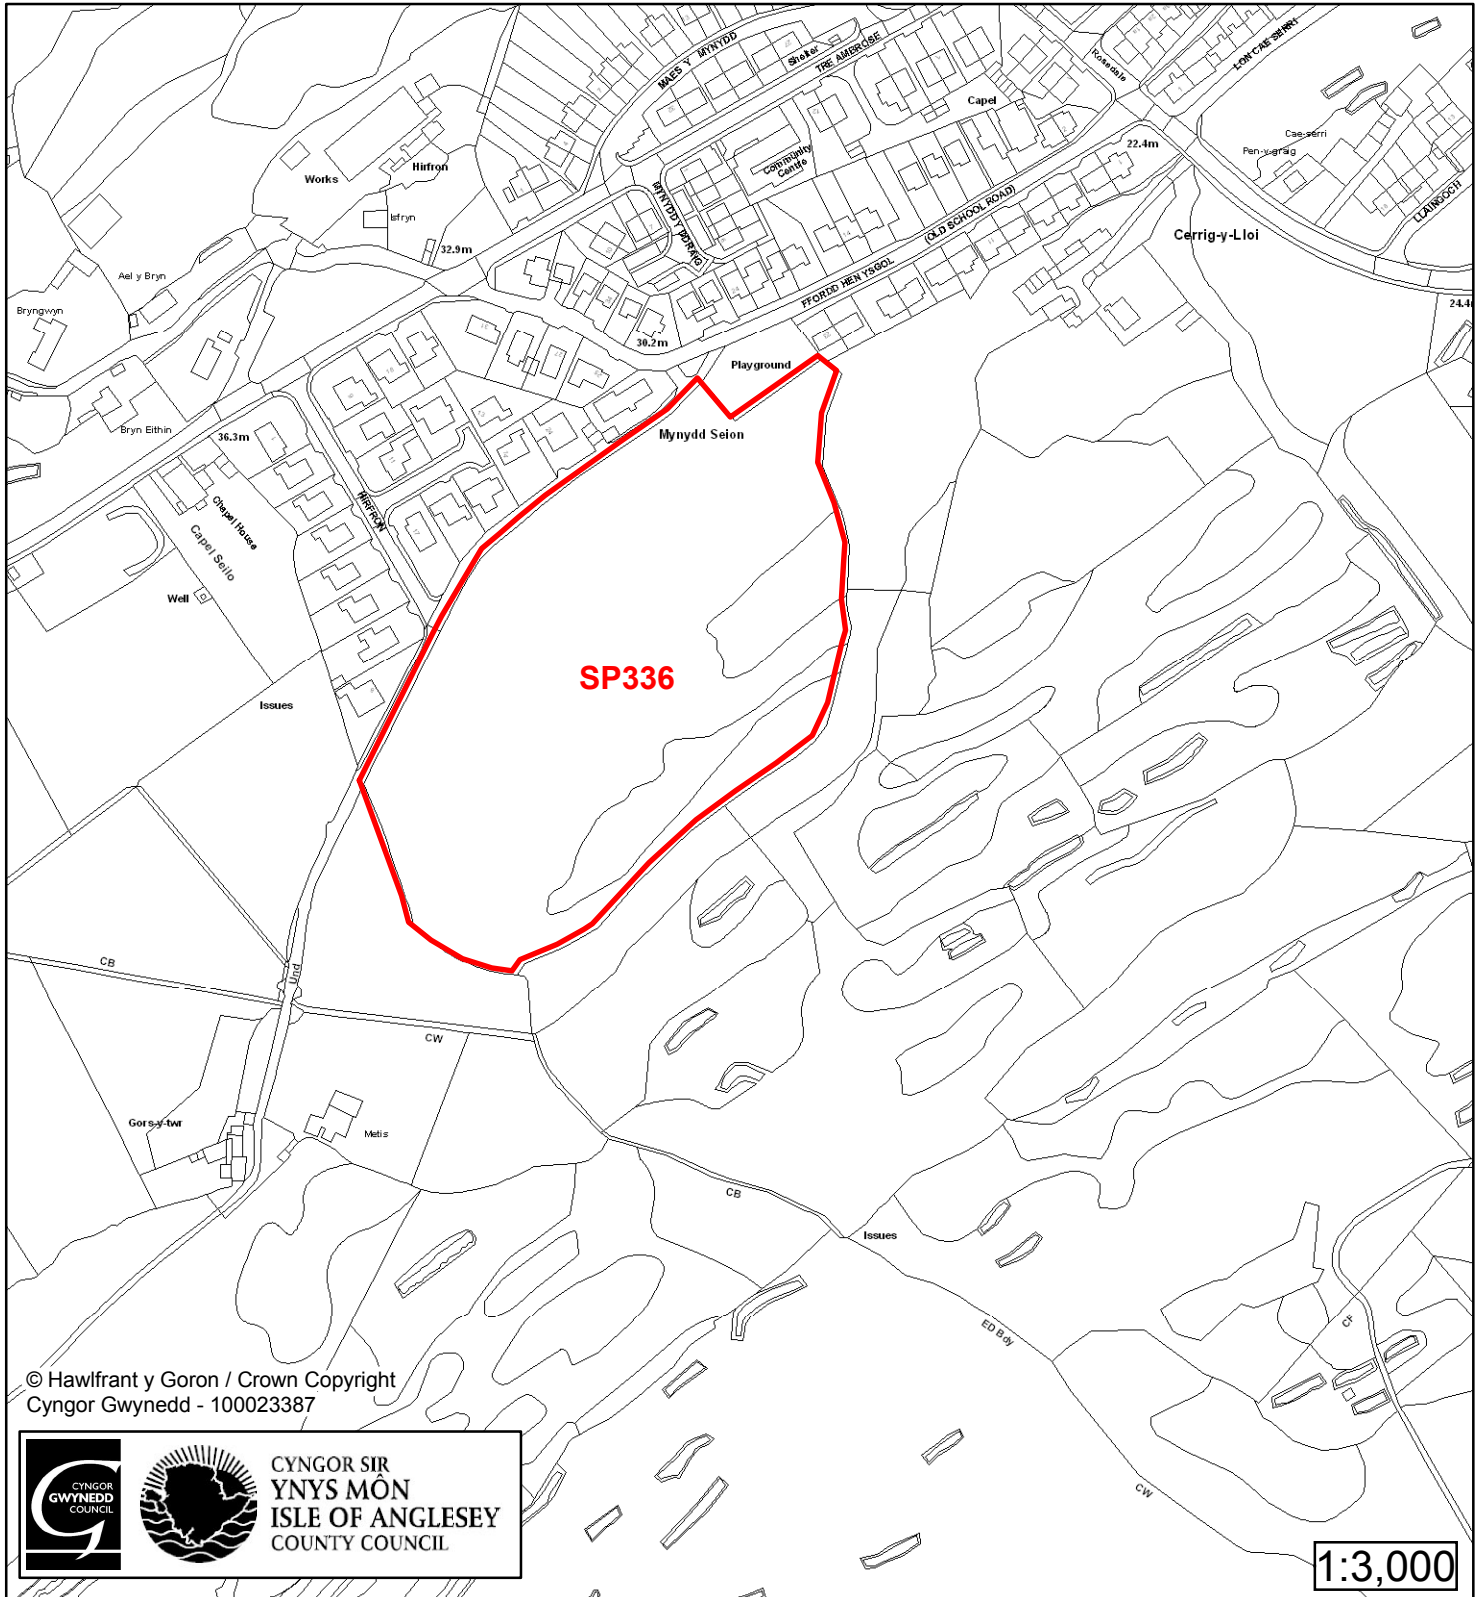 MAES Y MYNYDD
Shelter
TRE AMBROSE
Rosedale
LON CAE SERRI
Capel
Community
Centre
Cae-serri
Pen-y-graig
22.4m
LLAINGOCH
Works
Hirfron
Isfryn
32.9m
MYNYDD Y DDRAIG
(OLD SCHOOL ROAD)
FFORDD HEN YSGOL
Cerrig-y-Lloi
Ael y Bryn
Bryngwyn
30.2m
24.4
Playground
Bryn Eithin
36.3m
Mynydd Seion
HIRFRON
Chapel House
Capel Seilo
Well
SP336
Issues
CB
Und
CW
Gors-y-twr
Metis
CB
Issues
ED Bdy
CF
CW
© Hawlfrant y Goron / Crown Copyright
Cyngor Gwynedd - 100023387
CYNGOR
GWYNEDD
COUNCIL
CYNGOR SIR
YNYS MÔN
ISLE OF ANGLESEY
COUNTY COUNCIL
1:3,000